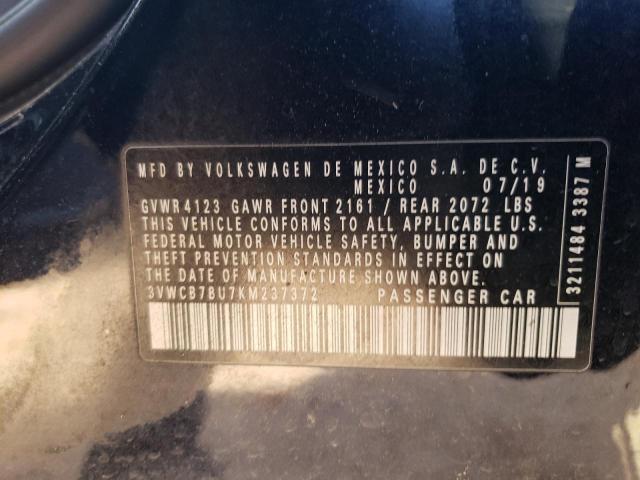 MFD BY VOLKSWAGEN DE MEXICO S.A. DE C.V.
MEXICO 07/19
GVWR 4123 GAWR FRONT 2161 / REAR 2072 LBS
THIS VEHICLE CONFORMS TO ALL APPLICABLE U.S.
FEDERAL MOTOR VEHICLE SAFETY, BUMPER AND
THEFT PREVENTION STANDARDS IN EFFECT ON
THE DATE OF MANUFACTURE SHOWN ABOVE.
3VWCB7BU7KM237372 PASSENGER CAR
3211484 3387 M